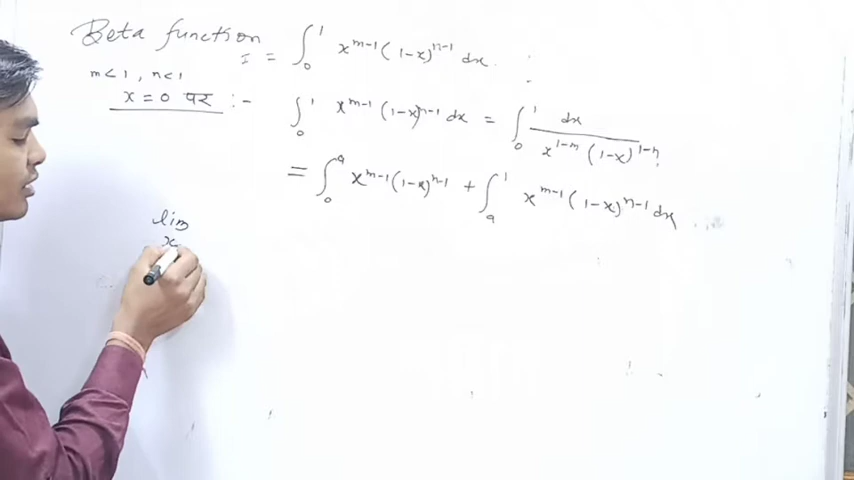 Beta function I = ∫₀¹ x^{m-1} (1-x)^{n-1} dx.
m<1, n<1
x=0 पर :-
∫₀¹ x^{m-1} (1-x)^{n-1} dx = ∫₀¹ dx / x^{1-m} (1-x)^{1-n}
= ∫₀^a x^{m-1} (1-x)^{n-1} + ∫ₐ¹ x^{m-1} (1-x)^{n-1} dx
lim
x